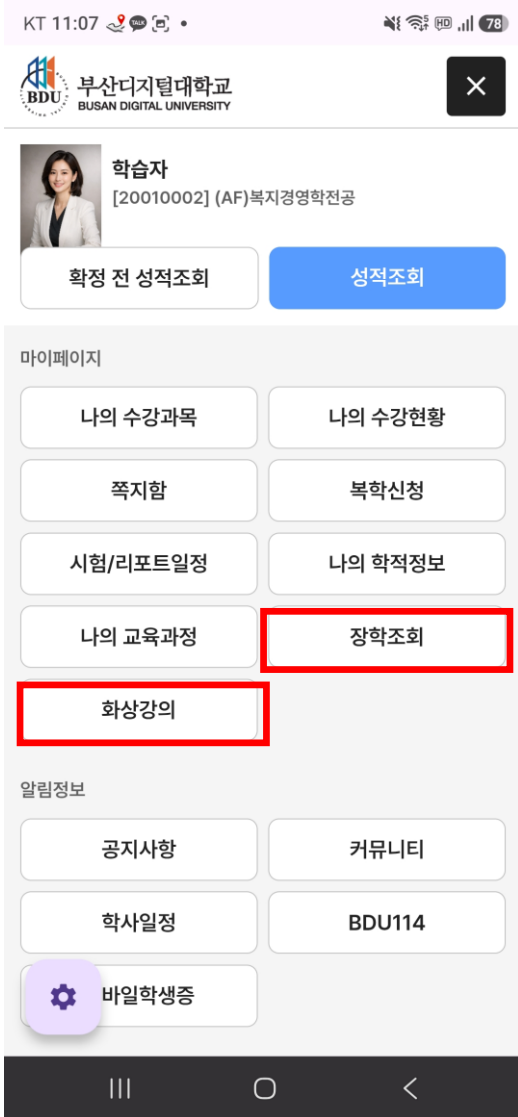 KT 11:07 TALK HD 78
BDU 부산디지털대학교
BUSAN DIGITAL UNIVERSITY
학습자
[20010002] (AF)복지경영학전공
확정 전 성적조회 성적조회
마이페이지
나의 수강과목 나의 수강현황
쪽지함 복학신청
시험/리포트일정 나의 학적정보
나의 교육과정 장학조회
화상강의
알림정보
공지사항 커뮤니티
학사일정 BDU114
바일학생증